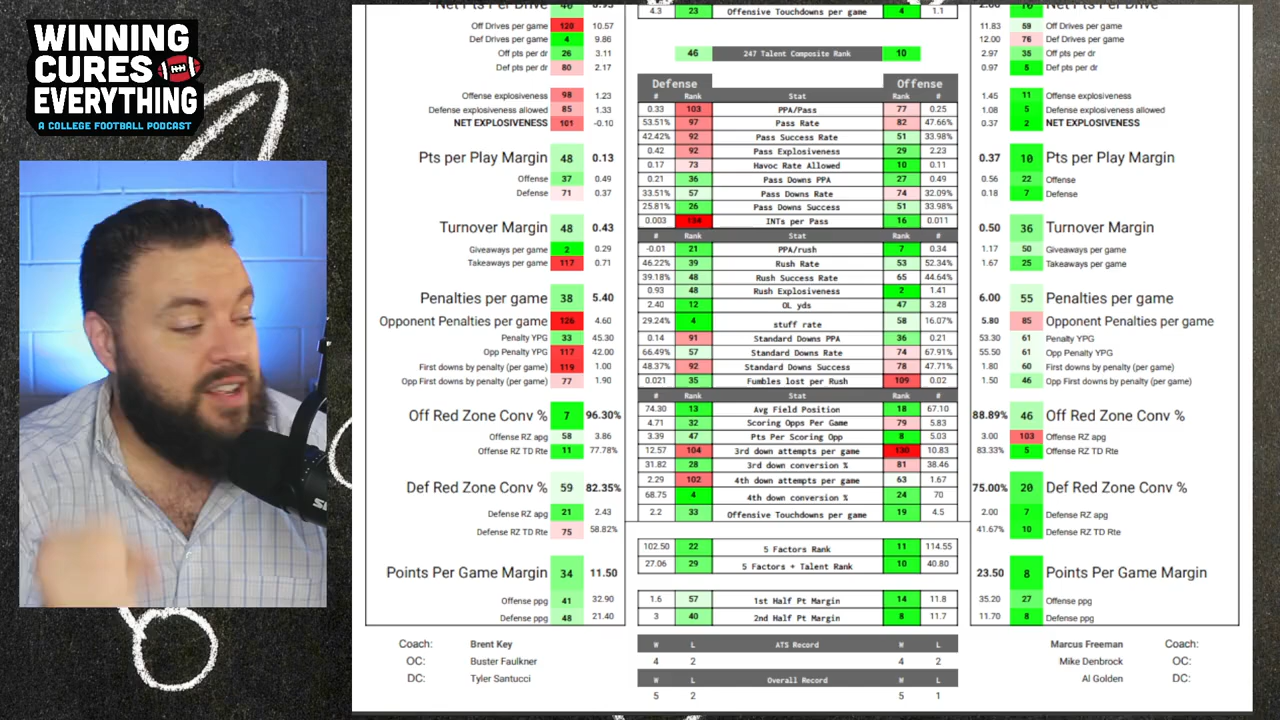 WINNING
CURES
EVERYTHING
A COLLEGE FOOTBALL PODCAST
Net Pts Per Drive 40 0.95
Off Drives per game 120 10.57
Def Drives per game 4 9.86
Off pts per dr 26 3.11
Def pts per dr 80 2.17
Offense explosiveness 98 1.23
Defense explosiveness allowed 85 1.33
NET EXPLOSIVENESS 101 -0.10
Pts per Play Margin 48 0.13
Offense 37 0.49
Defense 71 0.37
Turnover Margin 48 0.43
Giveaways per game 2 0.29
Takeaways per game 117 0.71
Penalties per game 38 5.40
Opponent Penalties per game 126 4.60
Penalty YPG 33 45.30
Opp Penalty YPG 117 42.00
First downs by penalty (per game) 119 1.00
Opp First downs by penalty (per game) 77 1.90
Off Red Zone Conv % 7 96.30%
Offense RZ apg 58 3.86
Offense RZ TD Rte 11 77.78%
Def Red Zone Conv % 59 82.35%
Defense RZ apg 21 2.43
Defense RZ TD Rte 75 58.82%
Points Per Game Margin 34 11.50
Offense ppg 41 32.90
Defense ppg 48 21.40
Coach: Brent Key
OC: Buster Faulkner
DC: Tyler Santucci
4.3 23 Offensive Touchdowns per game 4 1.1
46 247 Talent Composite Rank 10
Defense Offense
# Rank Stat Rank #
0.33 103 PPA/Pass 77 0.25
53.51% 97 Pass Rate 82 47.66%
42.42% 92 Pass Success Rate 51 33.98%
0.42 92 Pass Explosiveness 29 2.23
0.17 73 Havoc Rate Allowed 10 0.11
0.21 36 Pass Downs PPA 27 0.49
33.51% 57 Pass Downs Rate 74 32.09%
25.81% 26 Pass Downs Success 51 33.98%
0.003 INTs per Pass 16 0.011
# Rank Stat Rank #
-0.01 21 PPA/rush 7 0.34
46.22% 39 Rush Rate 53 52.34%
39.18% 48 Rush Success Rate 65 44.64%
0.93 48 Rush Explosiveness 2 1.41
2.40 12 OL yds 47 3.28
29.24% 4 stuff rate 58 16.07%
0.14 91 Standard Downs PPA 36 0.21
66.49% 57 Standard Downs Rate 74 67.91%
48.37% 92 Standard Downs Success 78 47.71%
0.021 35 Fumbles lost per Rush 109 0.02
# Rank Stat Rank #
74.30 13 Avg Field Position 18 67.10
4.71 32 Scoring Opps Per Game 79 5.83
3.39 47 Pts Per Scoring Opp 8 5.03
12.57 104 3rd down attempts per game 130 10.83
31.82 28 3rd down conversion % 81 38.46
2.29 102 4th down attempts per game 63 1.67
68.75 4 4th down conversion % 24 70
2.2 33 Offensive Touchdowns per game 19 4.5
102.50 22 5 Factors Rank 11 114.55
27.06 29 5 Factors + Talent Rank 10 40.80
1.6 57 1st Half Pt Margin 14 11.8
3 40 2nd Half Pt Margin 8 11.7
W L ATS Record W L
4 2 4 2
W L Overall Record W L
5 2 5 1
Net Pts Per Drive
11.83 59 Off Drives per game
12.00 76 Def Drives per game
2.97 35 Off pts per dr
0.97 5 Def pts per dr
1.45 11 Offense explosiveness
1.08 5 Defense explosiveness allowed
0.37 2 NET EXPLOSIVENESS
0.37 10 Pts per Play Margin
0.56 22 Offense
0.18 7 Defense
0.50 36 Turnover Margin
1.17 50 Giveaways per game
1.67 25 Takeaways per game
6.00 55 Penalties per game
5.80 85 Opponent Penalties per game
53.30 61 Penalty YPG
55.50 61 Opp Penalty YPG
1.80 60 First downs by penalty (per game)
1.50 46 Opp First downs by penalty (per game)
88.89% 46 Off Red Zone Conv %
3.00 103 Offense RZ apg
83.33% 5 Offense RZ TD Rte
75.00% 20 Def Red Zone Conv %
2.00 7 Defense RZ apg
41.67% 10 Defense RZ TD Rte
23.50 8 Points Per Game Margin
35.20 27 Offense ppg
11.70 8 Defense ppg
Marcus Freeman Coach:
Mike Denbrock OC:
Al Golden DC: